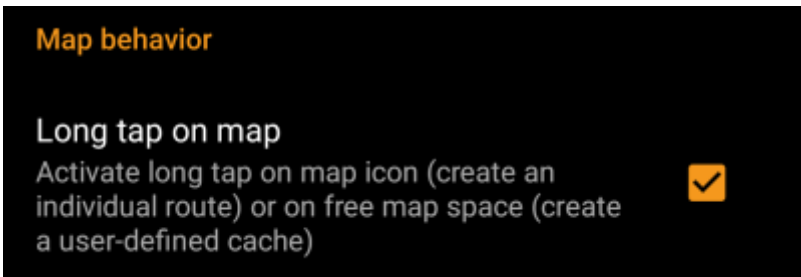 Map behavior
Long tap on map
Activate long tap on map icon (create an
individual route) or on free map space (create
a user-defined cache)